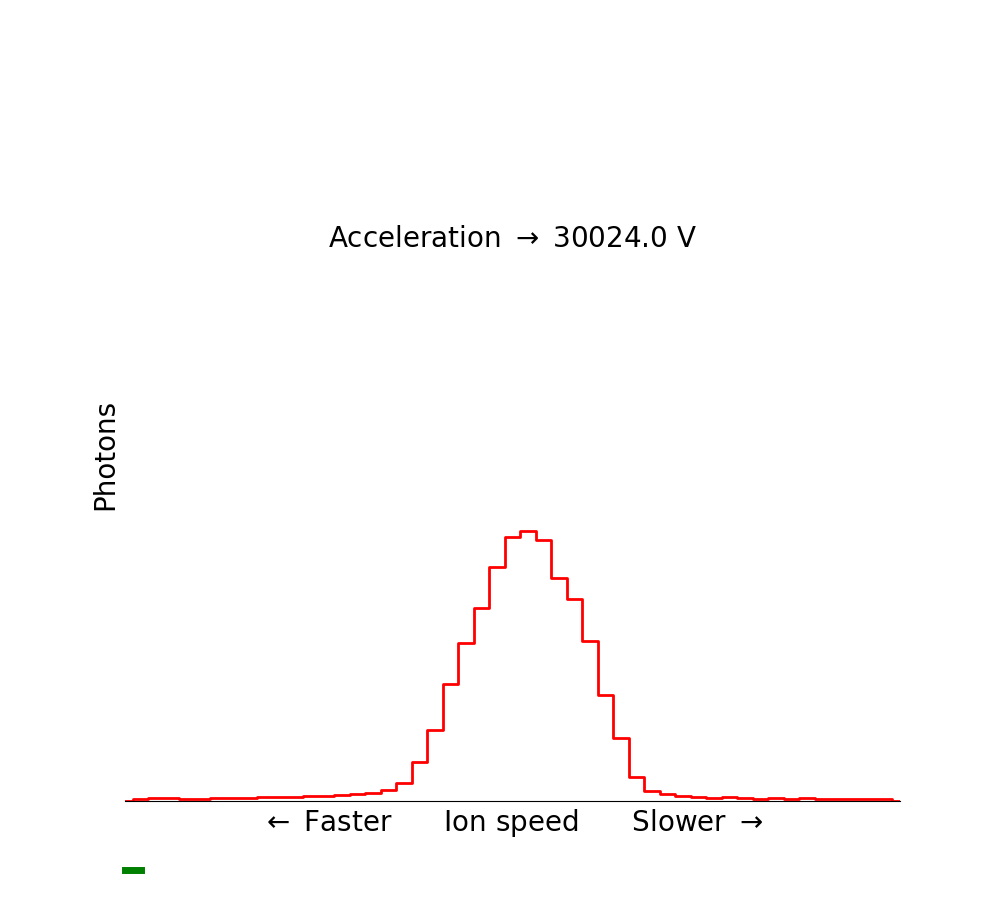 Acceleration → 30024.0 V
Photons
← Faster Ion speed Slower →